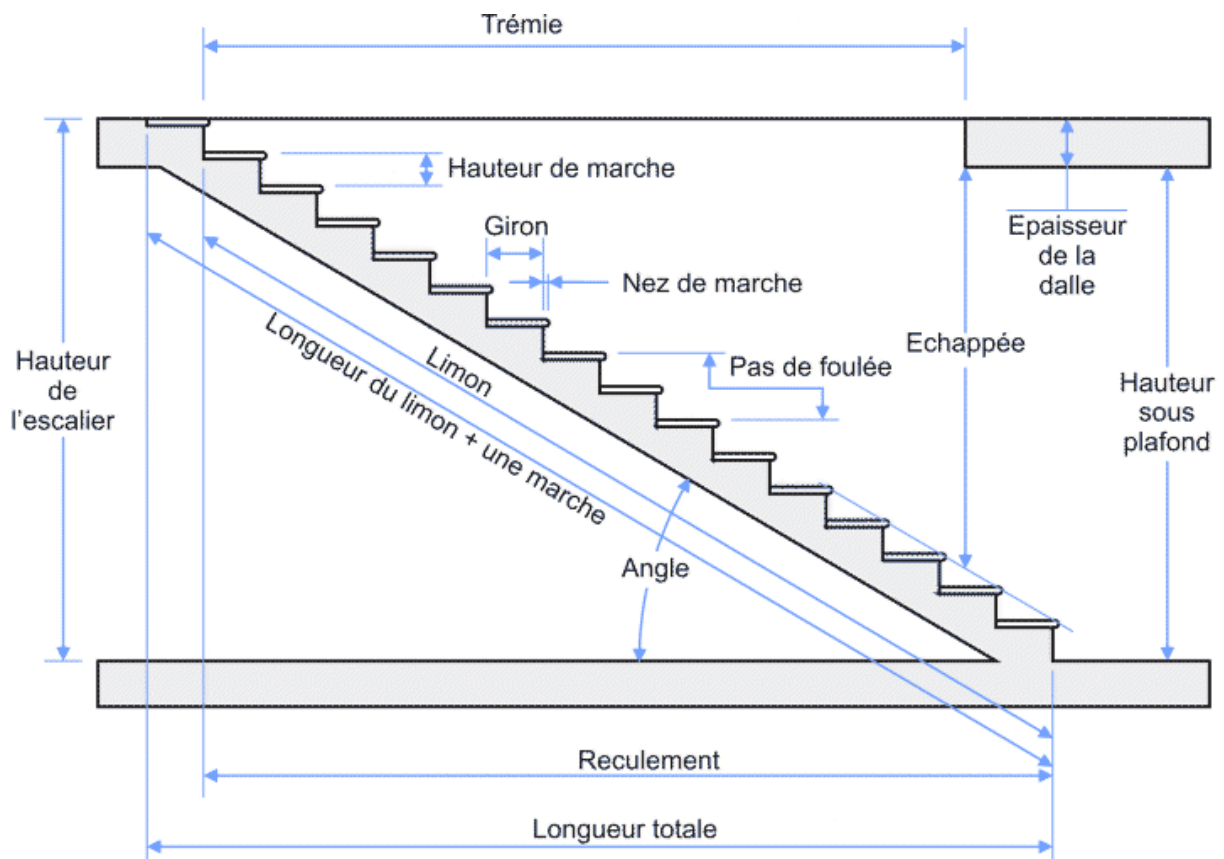 Trémie
Hauteur de marche
Giron
Nez de marche
Epaisseur
de la
dalle
Hauteur
de
l'escalier
Limon
Longueur du limon + une marche
Pas de foulée
Echappée
Hauteur
sous
plafond
Angle
Reculement
Longueur totale